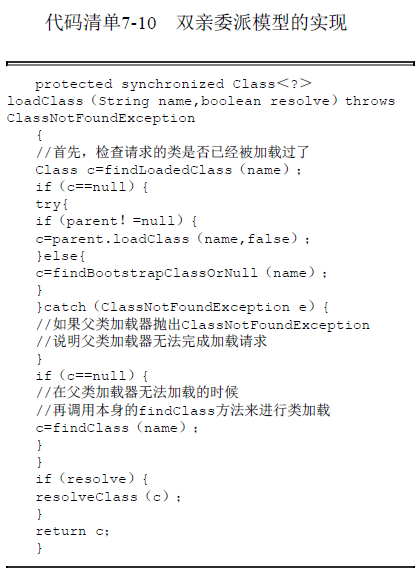 代码清单7-10 双亲委派模型的实现
protected synchronized Class＜?＞
loadClass（String name,boolean resolve）throws
ClassNotFoundException
{
//首先，检查请求的类是否已经被加载过了
Class c=findLoadedClass（name）；
if（c==null）{
try{
if（parent！=null）{
c=parent.loadClass（name,false）；
}else{
c=findBootstrapClassOrNull（name）；
}
}catch（ClassNotFoundException e）{
//如果父类加载器抛出ClassNotFoundException
//说明父类加载器无法完成加载请求
}
if（c==null）{
//在父类加载器无法加载的时候
//再调用本身的findClass方法来进行类加载
c=findClass（name）；
}
}
if（resolve）{
resolveClass（c）；
}
return c；
}